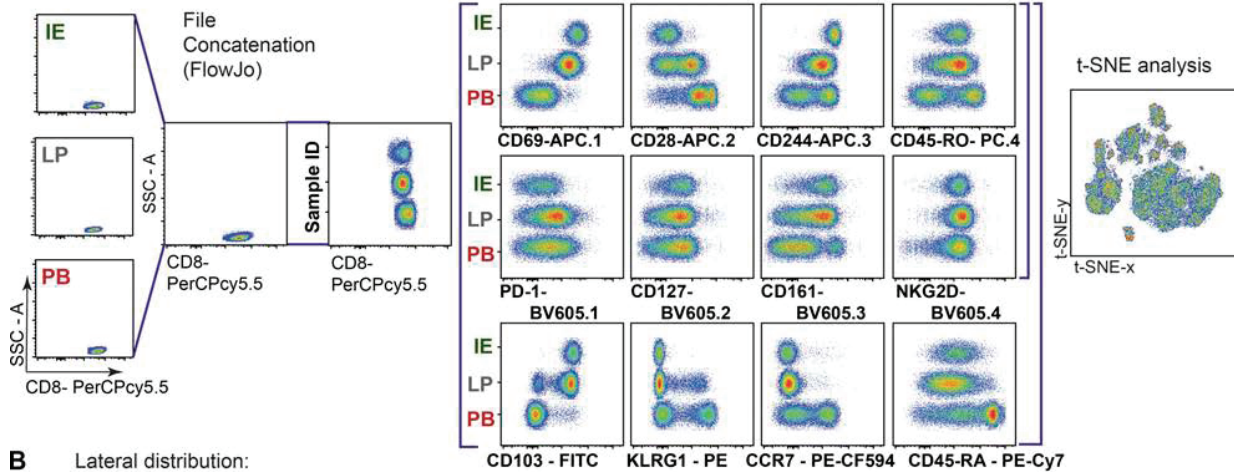 IE
File
Concatenation
(FlowJo)
LP
SSC - A
Sample ID
CD8-
PerCPcy5.5
CD8-
PerCPcy5.5
PB
SSC - A
CD8- PerCPcy5.5
IE
LP
PB
CD69-APC.1
CD28-APC.2
CD244-APC.3
CD45-RO- PC.4
IE
LP
PB
PD-1-
BV605.1
CD127-
BV605.2
CD161-
BV605.3
NKG2D-
BV605.4
IE
LP
PB
CD103 - FITC
KLRG1 - PE
CCR7 - PE-CF594
CD45-RA - PE-Cy7
t-SNE analysis
t-SNE-y
t-SNE-x
B Lateral distribution: